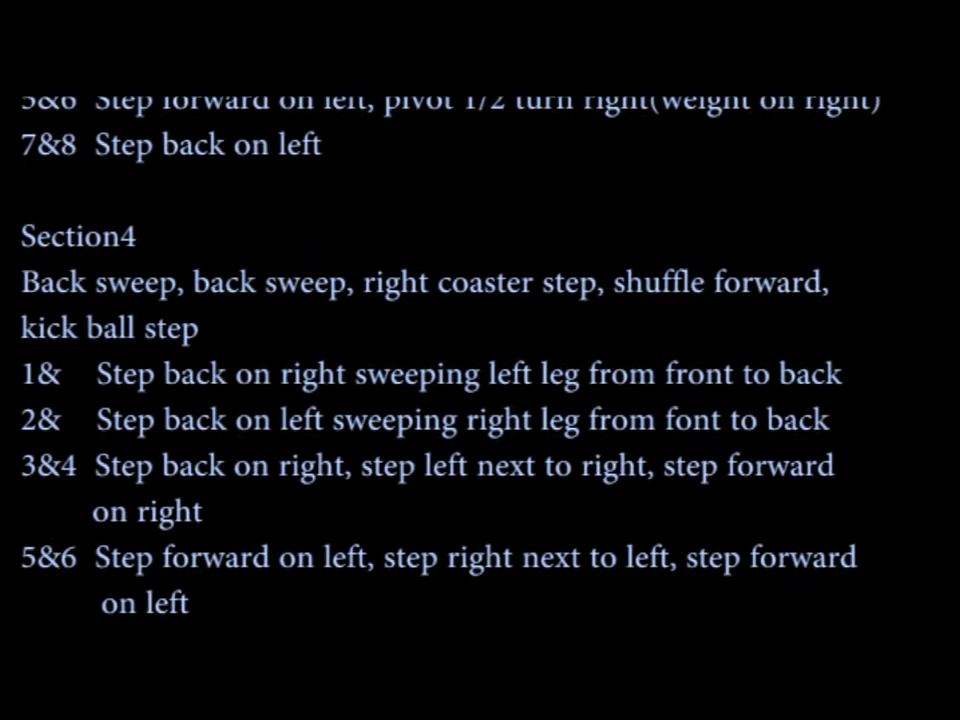 5&6 Step forward on left, pivot 1/2 turn right(weight on right)
7&8 Step back on left
Section4
Back sweep, back sweep, right coaster step, shuffle forward,
kick ball step
1& Step back on right sweeping left leg from front to back
2& Step back on left sweeping right leg from font to back
3&4 Step back on right, step left next to right, step forward
on right
5&6 Step forward on left, step right next to left, step forward
on left